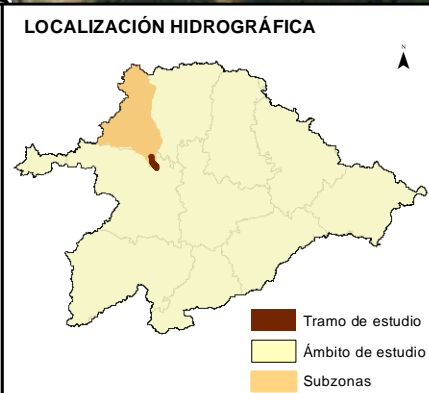 LOCALIZACIÓN HIDROGRÁFICA
N
Tramo de estudio
Ámbito de estudio
Subzonas